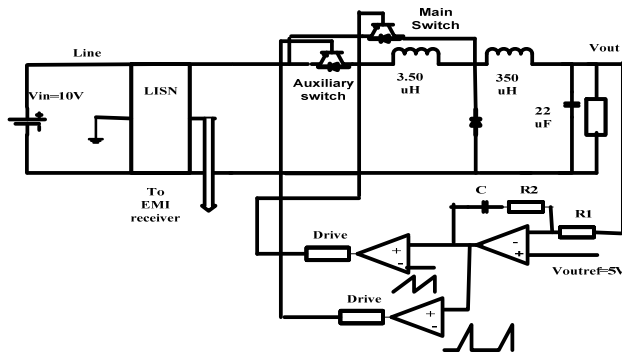 Main
Switch
Line
Vout
Vin=10V
LISN
Auxiliary
switch
3.50
uH
350
uH
22
uF
To
EMI
receiver
C
R2
R1
Drive
-
+
+
-
Voutref=5V
Drive
+
-